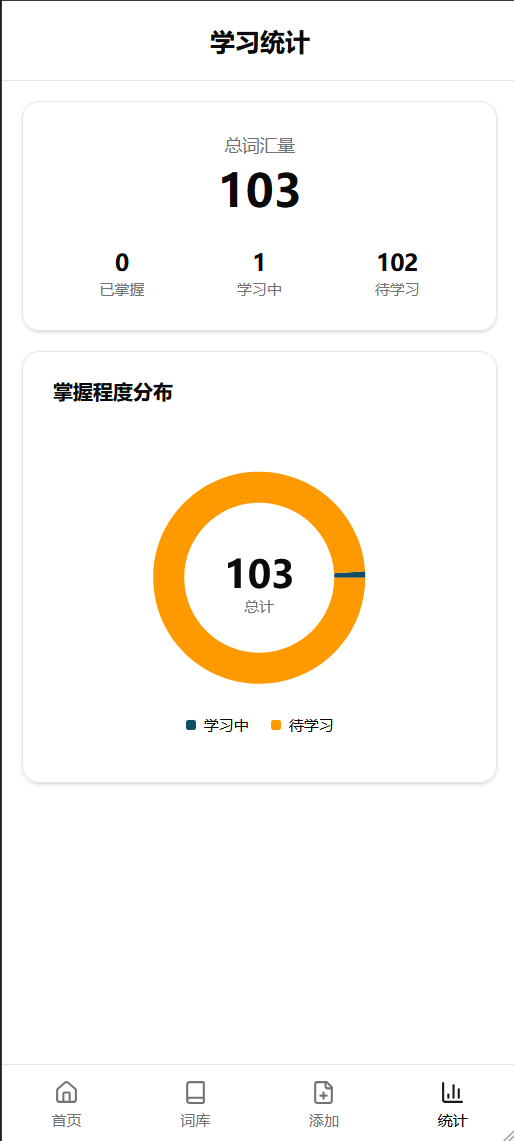 学习统计
总词汇量
103
0 1 102
已掌握 学习中 待学习
掌握程度分布
103
总计
学习中 待学习
首页 词库 添加 统计